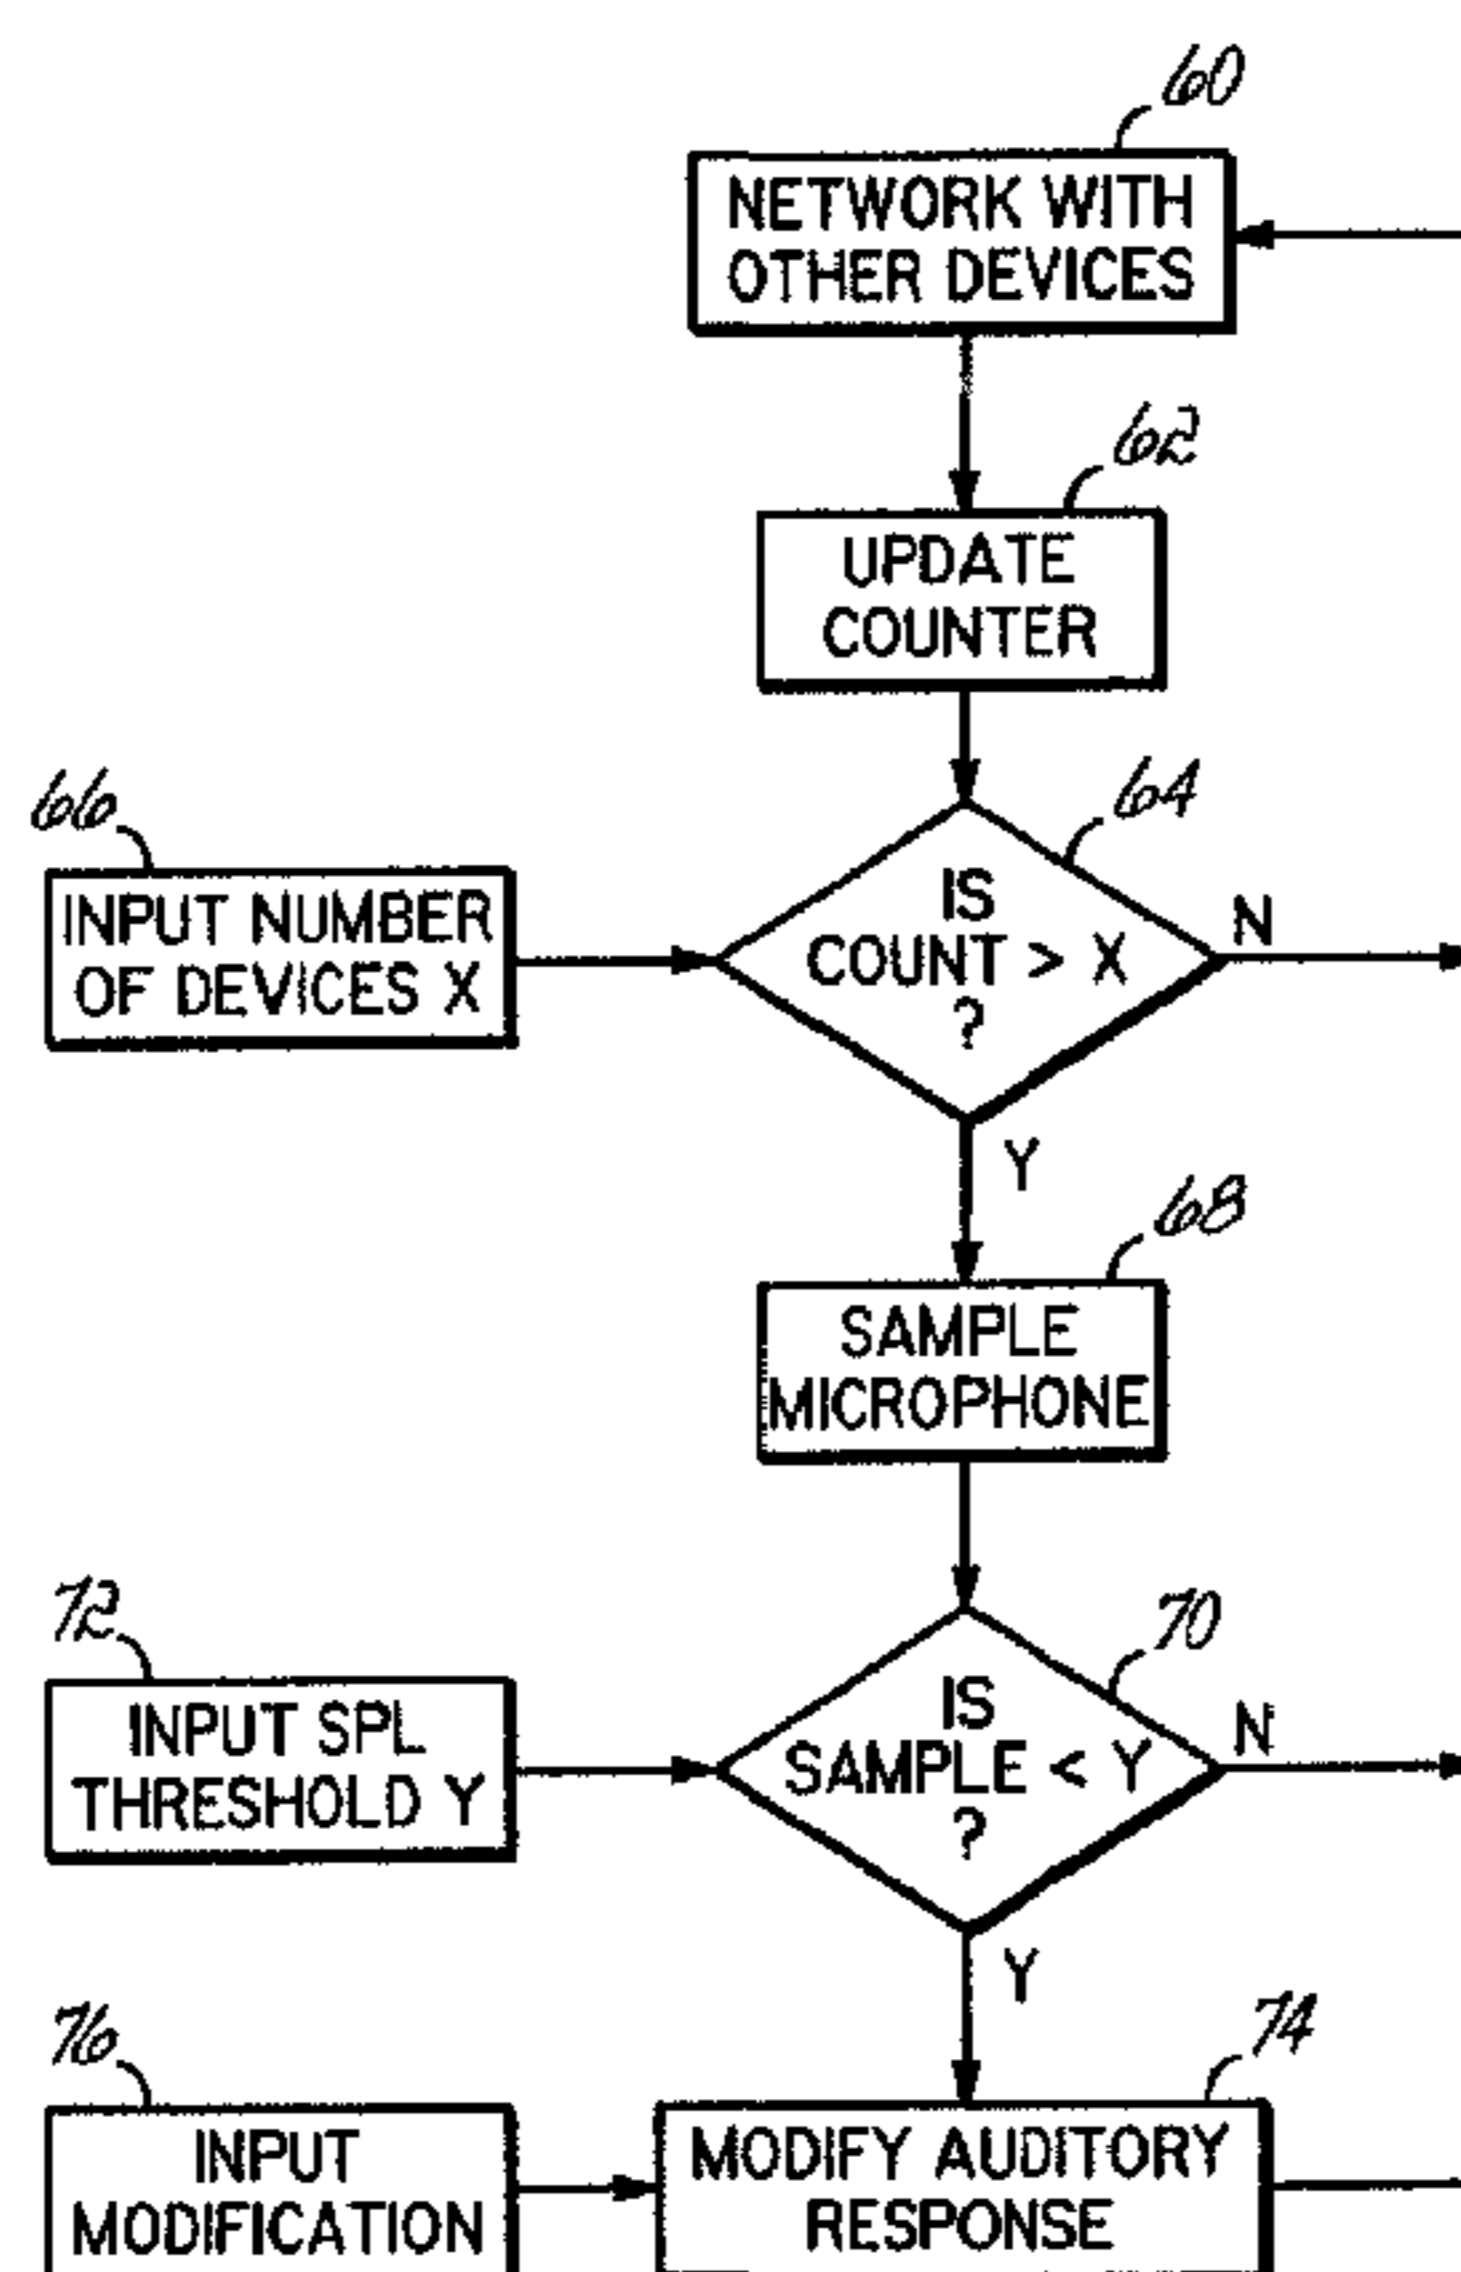 60
NETWORK WITH
OTHER DEVICES
62
UPDATE
COUNTER
64
66
INPUT NUMBER
OF DEVICES X
IS
COUNT > X
?
N
Y
68
SAMPLE
MICROPHONE
70
72
INPUT SPL
THRESHOLD Y
IS
SAMPLE < Y
?
N
Y
74
76
INPUT
MODIFICATION
MODIFY AUDITORY
RESPONSE